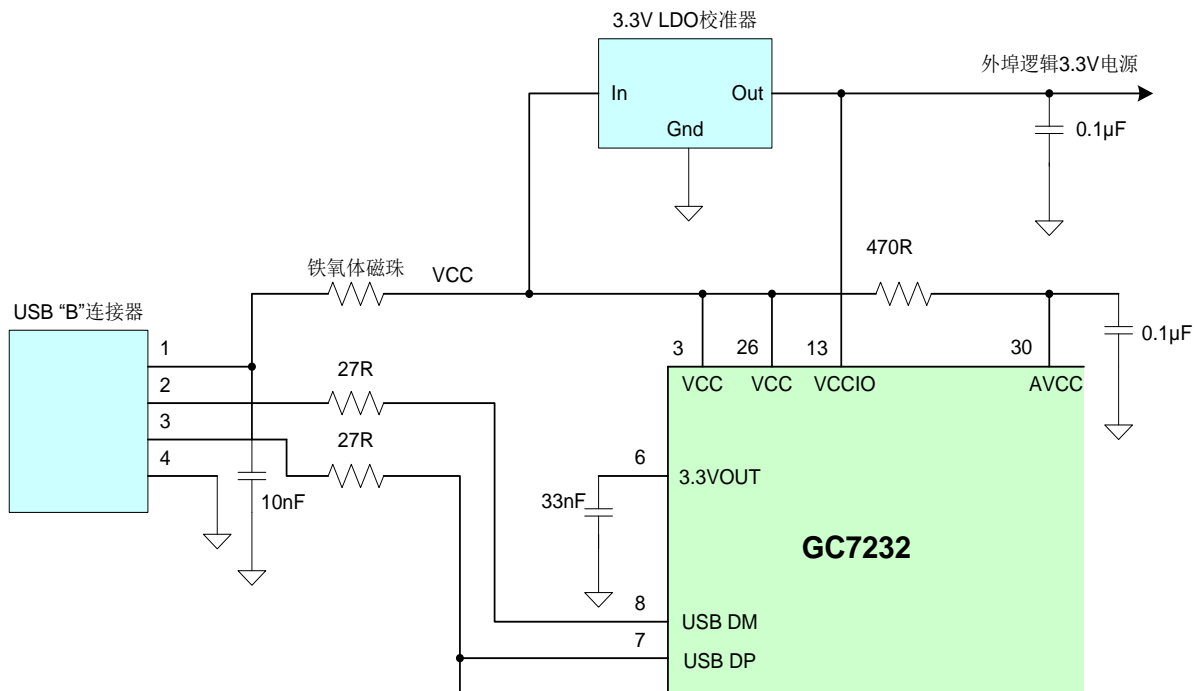 3.3V LDO校准器
In
Out
Gnd
外埠逻辑3.3V电源
0.1µF
470R
铁氧体磁珠
VCC
0.1µF
USB “B”连接器
1
2
3
4
27R
27R
10nF
3
26
13
30
VCC
VCC
VCCIO
AVCC
6
3.3VOUT
33nF
GC7232
8
USB DM
7
USB DP